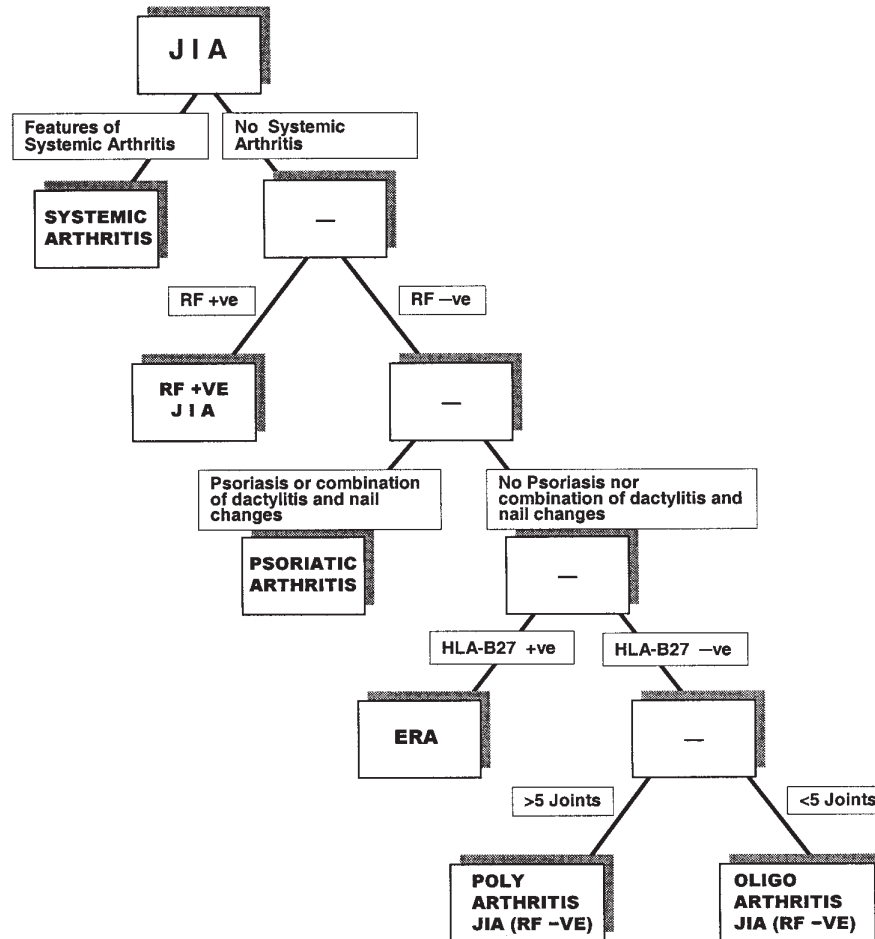 J I A
Features of
Systemic Arthritis
No Systemic
Arthritis
SYSTEMIC
ARTHRITIS
—
RF +ve
RF —ve
RF +VE
J I A
—
Psoriasis or combination
of dactylitis and nail
changes
No Psoriasis nor
combination of dactylitis and
nail changes
PSORIATIC
ARTHRITIS
—
HLA-B27 +ve
HLA-B27 —ve
ERA
—
>5 Joints
<5 Joints
POLY
ARTHRITIS
JIA (RF –VE)
OLIGO
ARTHRITIS
JIA (RF –VE)